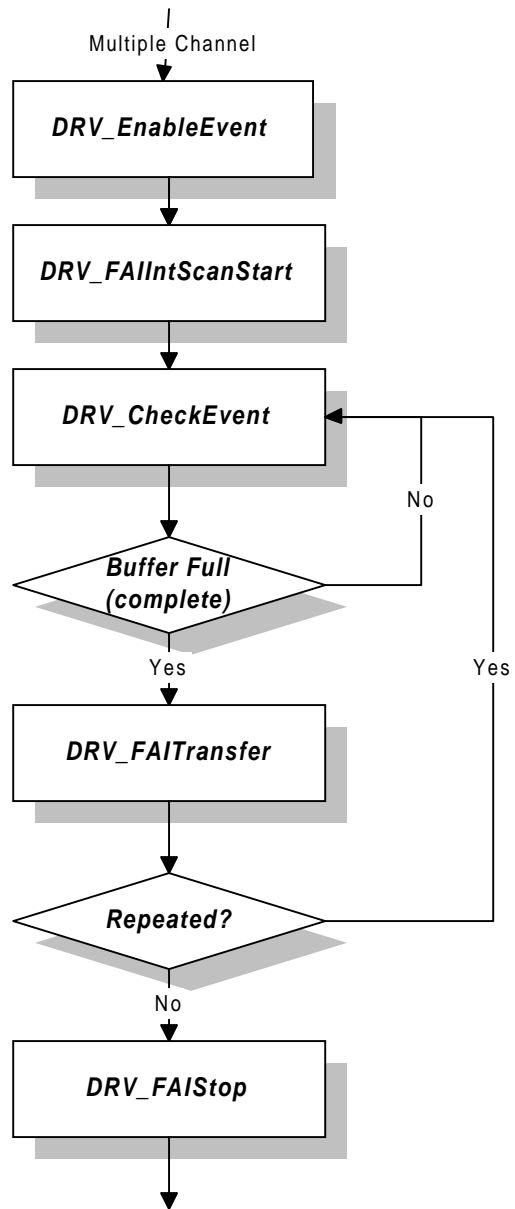 Multiple Channel
DRV_EnableEvent
DRV_FAIIntScanStart
DRV_CheckEvent
No
Buffer Full
(complete)
Yes
Yes
DRV_FAITransfer
Repeated?
No
DRV_FAIStop